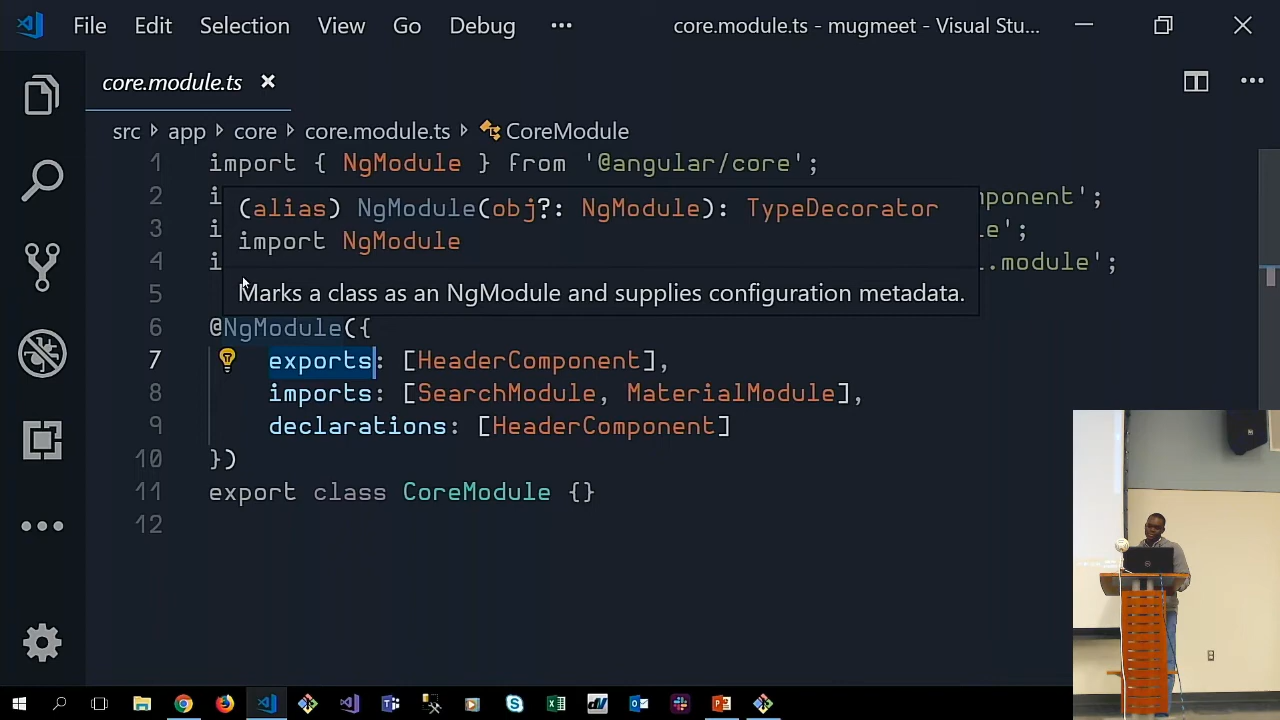 File Edit Selection View Go Debug ··· core.module.ts - mugmeet - Visual Stu...
core.module.ts
src app core core.module.ts CoreModule
1 import { NgModule } from '@angular/core';
2 i ponent';
3 i le';
4 i l.module';
(alias) NgModule(obj?: NgModule): TypeDecorator
import NgModule
Marks a class as an NgModule and supplies configuration metadata.
5
6 @NgModule({
7 exports: [HeaderComponent],
8 imports: [SearchModule, MaterialModule],
9 declarations: [HeaderComponent]
10 })
11 export class CoreModule {}
12